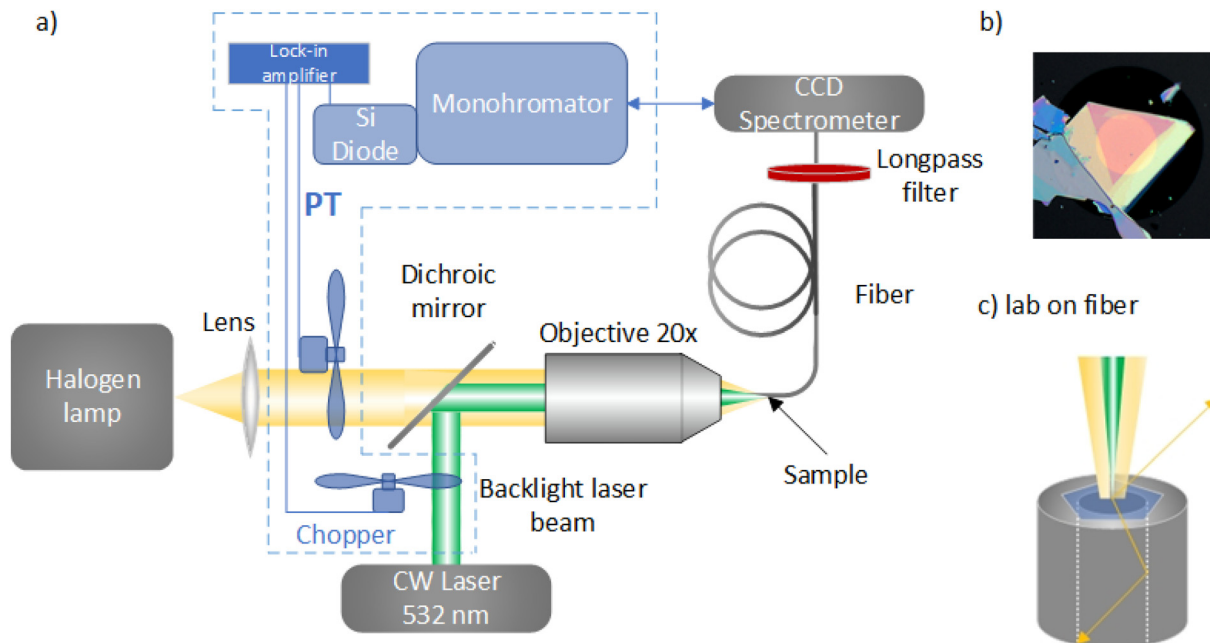 a)
Lock-in
amplifier
Si
Diode
Monohromator
CCD
Spectrometer
Longpass
filter
b)
PT
Dichroic
mirror
Fiber
Lens
Objective 20x
c) lab on fiber
Halogen
lamp
Sample
Backlight laser
beam
Chopper
CW Laser
532 nm